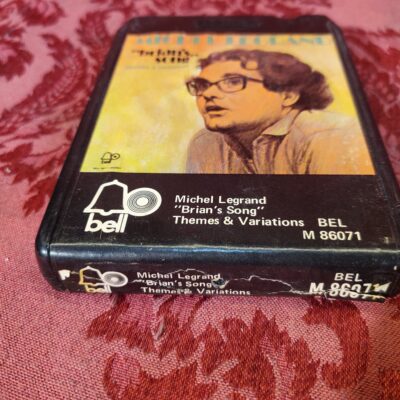 MICHEL LEGRAND
"brian's
song"
bell
Michel Legrand
"Brian's Song"
Themes & Variations BEL
M 86071
bell
Michel Legrand
"Brian's Song"
Themes & Variations
BEL
M 86071